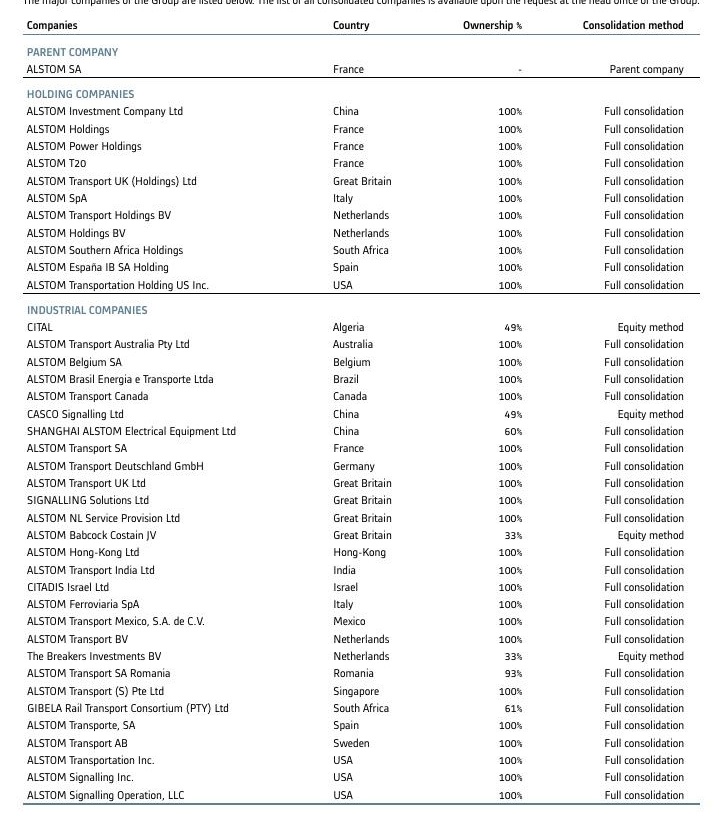 The major companies of the Group are listed below. The list of all consolidated companies is available upon the request at the head office of the Group.
Companies Country Ownership % Consolidation method
PARENT COMPANY
ALSTOM SA France - Parent company
HOLDING COMPANIES
ALSTOM Investment Company Ltd China 100% Full consolidation
ALSTOM Holdings France 100% Full consolidation
ALSTOM Power Holdings France 100% Full consolidation
ALSTOM T20 France 100% Full consolidation
ALSTOM Transport UK (Holdings) Ltd Great Britain 100% Full consolidation
ALSTOM SpA Italy 100% Full consolidation
ALSTOM Transport Holdings BV Netherlands 100% Full consolidation
ALSTOM Holdings BV Netherlands 100% Full consolidation
ALSTOM Southern Africa Holdings South Africa 100% Full consolidation
ALSTOM España IB SA Holding Spain 100% Full consolidation
ALSTOM Transportation Holding US Inc. USA 100% Full consolidation
INDUSTRIAL COMPANIES
CITAL Algeria 49% Equity method
ALSTOM Transport Australia Pty Ltd Australia 100% Full consolidation
ALSTOM Belgium SA Belgium 100% Full consolidation
ALSTOM Brasil Energia e Transporte Ltda Brazil 100% Full consolidation
ALSTOM Transport Canada Canada 100% Full consolidation
CASCO Signalling Ltd China 49% Equity method
SHANGHAI ALSTOM Electrical Equipment Ltd China 60% Full consolidation
ALSTOM Transport SA France 100% Full consolidation
ALSTOM Transport Deutschland GmbH Germany 100% Full consolidation
ALSTOM Transport UK Ltd Great Britain 100% Full consolidation
SIGNALLING Solutions Ltd Great Britain 100% Full consolidation
ALSTOM NL Service Provision Ltd Great Britain 100% Full consolidation
ALSTOM Babcock Costain JV Great Britain 33% Equity method
ALSTOM Hong-Kong Ltd Hong-Kong 100% Full consolidation
ALSTOM Transport India Ltd India 100% Full consolidation
CITADIS Israel Ltd Israel 100% Full consolidation
ALSTOM Ferroviaria SpA Italy 100% Full consolidation
ALSTOM Transport Mexico, S.A. de C.V. Mexico 100% Full consolidation
ALSTOM Transport BV Netherlands 100% Full consolidation
The Breakers Investments BV Netherlands 33% Equity method
ALSTOM Transport SA Romania Romania 93% Full consolidation
ALSTOM Transport (S) Pte Ltd Singapore 100% Full consolidation
GIBELA Rail Transport Consortium (PTY) Ltd South Africa 61% Full consolidation
ALSTOM Transporte, SA Spain 100% Full consolidation
ALSTOM Transport AB Sweden 100% Full consolidation
ALSTOM Transportation Inc. USA 100% Full consolidation
ALSTOM Signalling Inc. USA 100% Full consolidation
ALSTOM Signalling Operation, LLC USA 100% Full consolidation